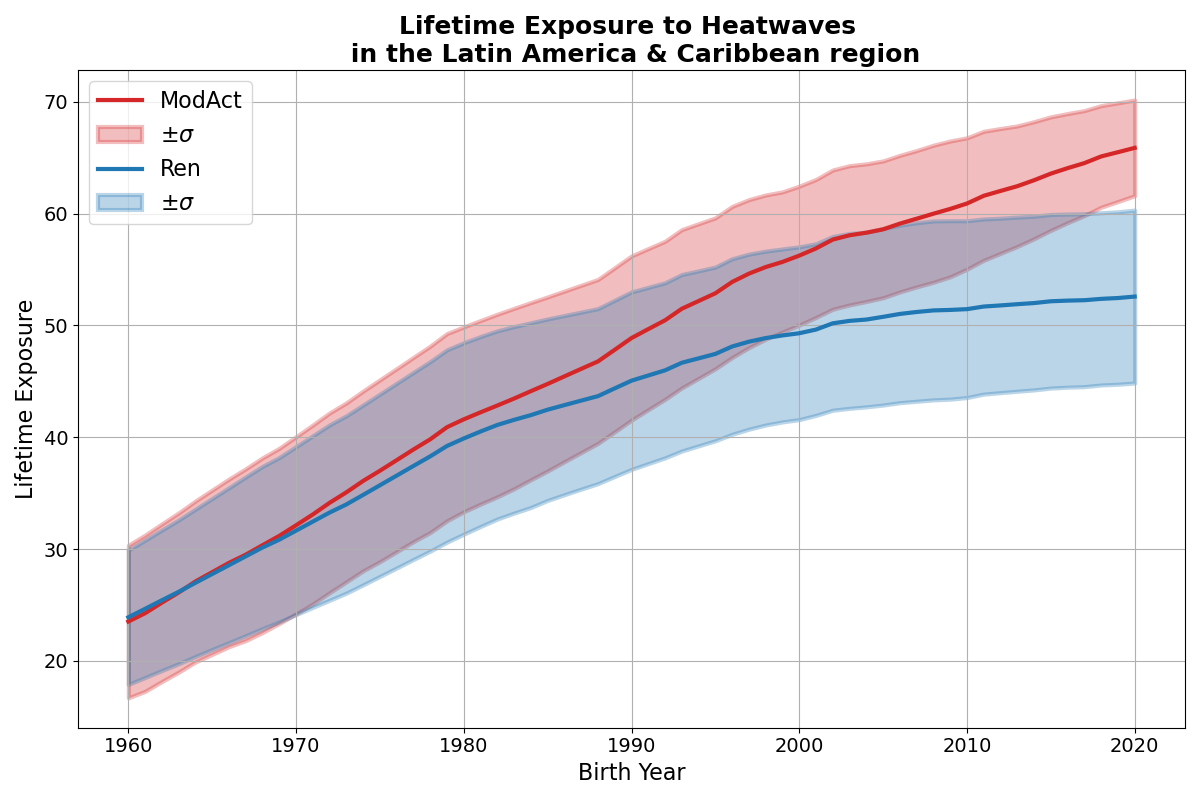 Lifetime Exposure to Heatwaves
in the Latin America & Caribbean region
ModAct
±σ
Ren
±σ
Lifetime Exposure
70
60
50
40
30
20
1960 1970 1980 1990 2000 2010 2020
Birth Year